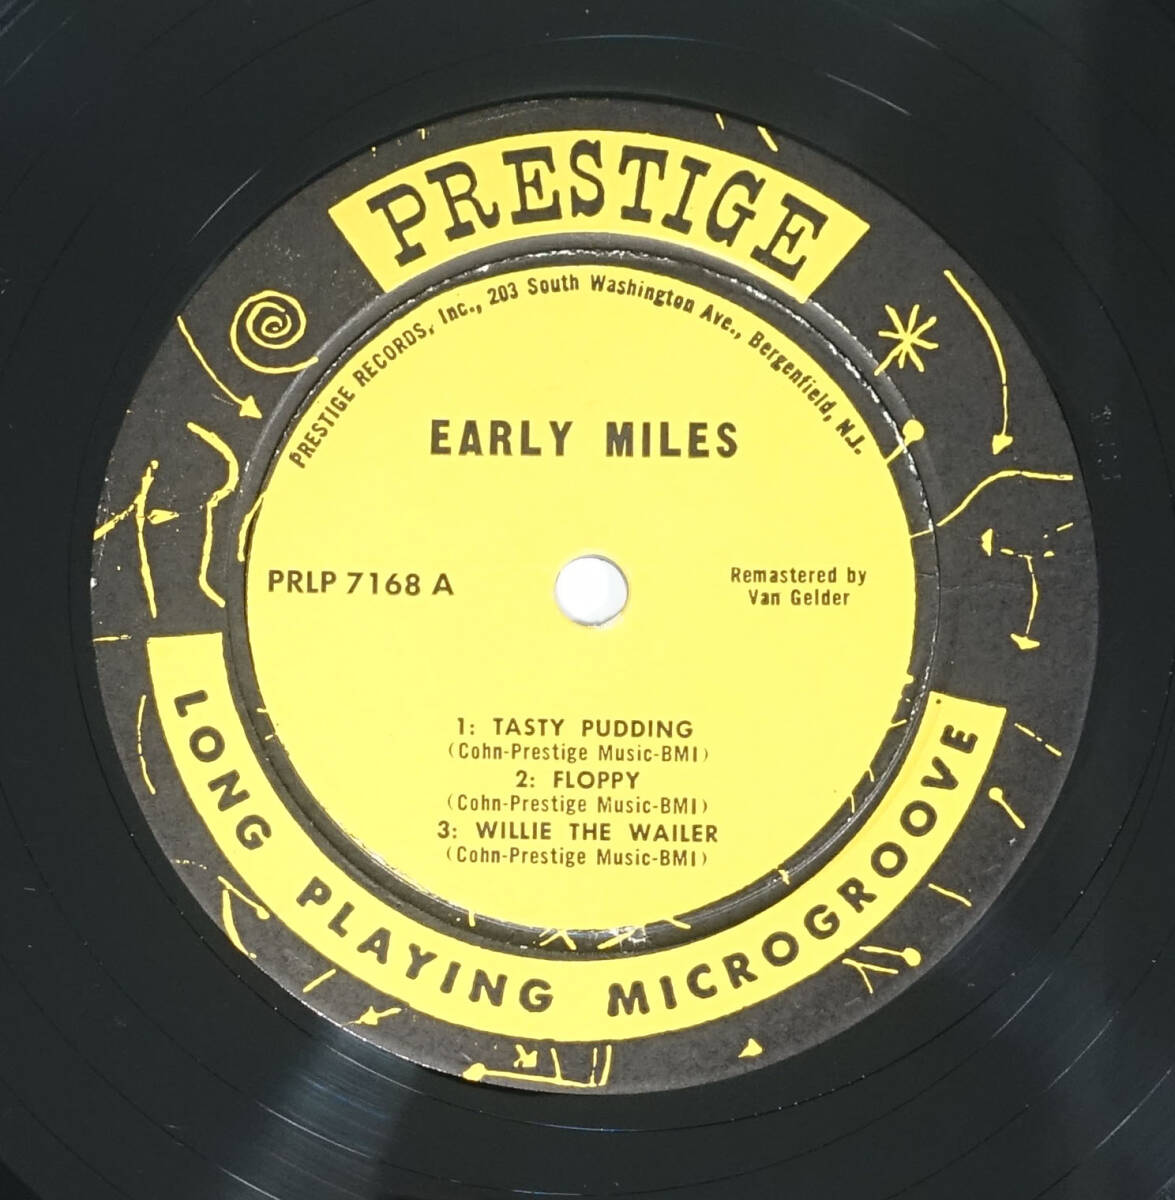 PRESTIGE
PRESTIGE RECORDS, Inc., 203 South Washington Ave., Bergenfield, N.J.
EARLY MILES
PRLP 7168 A
Remastered by
Van Gelder
1: TASTY PUDDING
(Cohn-Prestige Music-BMI)
2: FLOPPY
(Cohn-Prestige Music-BMI)
3: WILLIE THE WAILER
(Cohn-Prestige Music-BMI)
LONG PLAYING MICROGROOVE